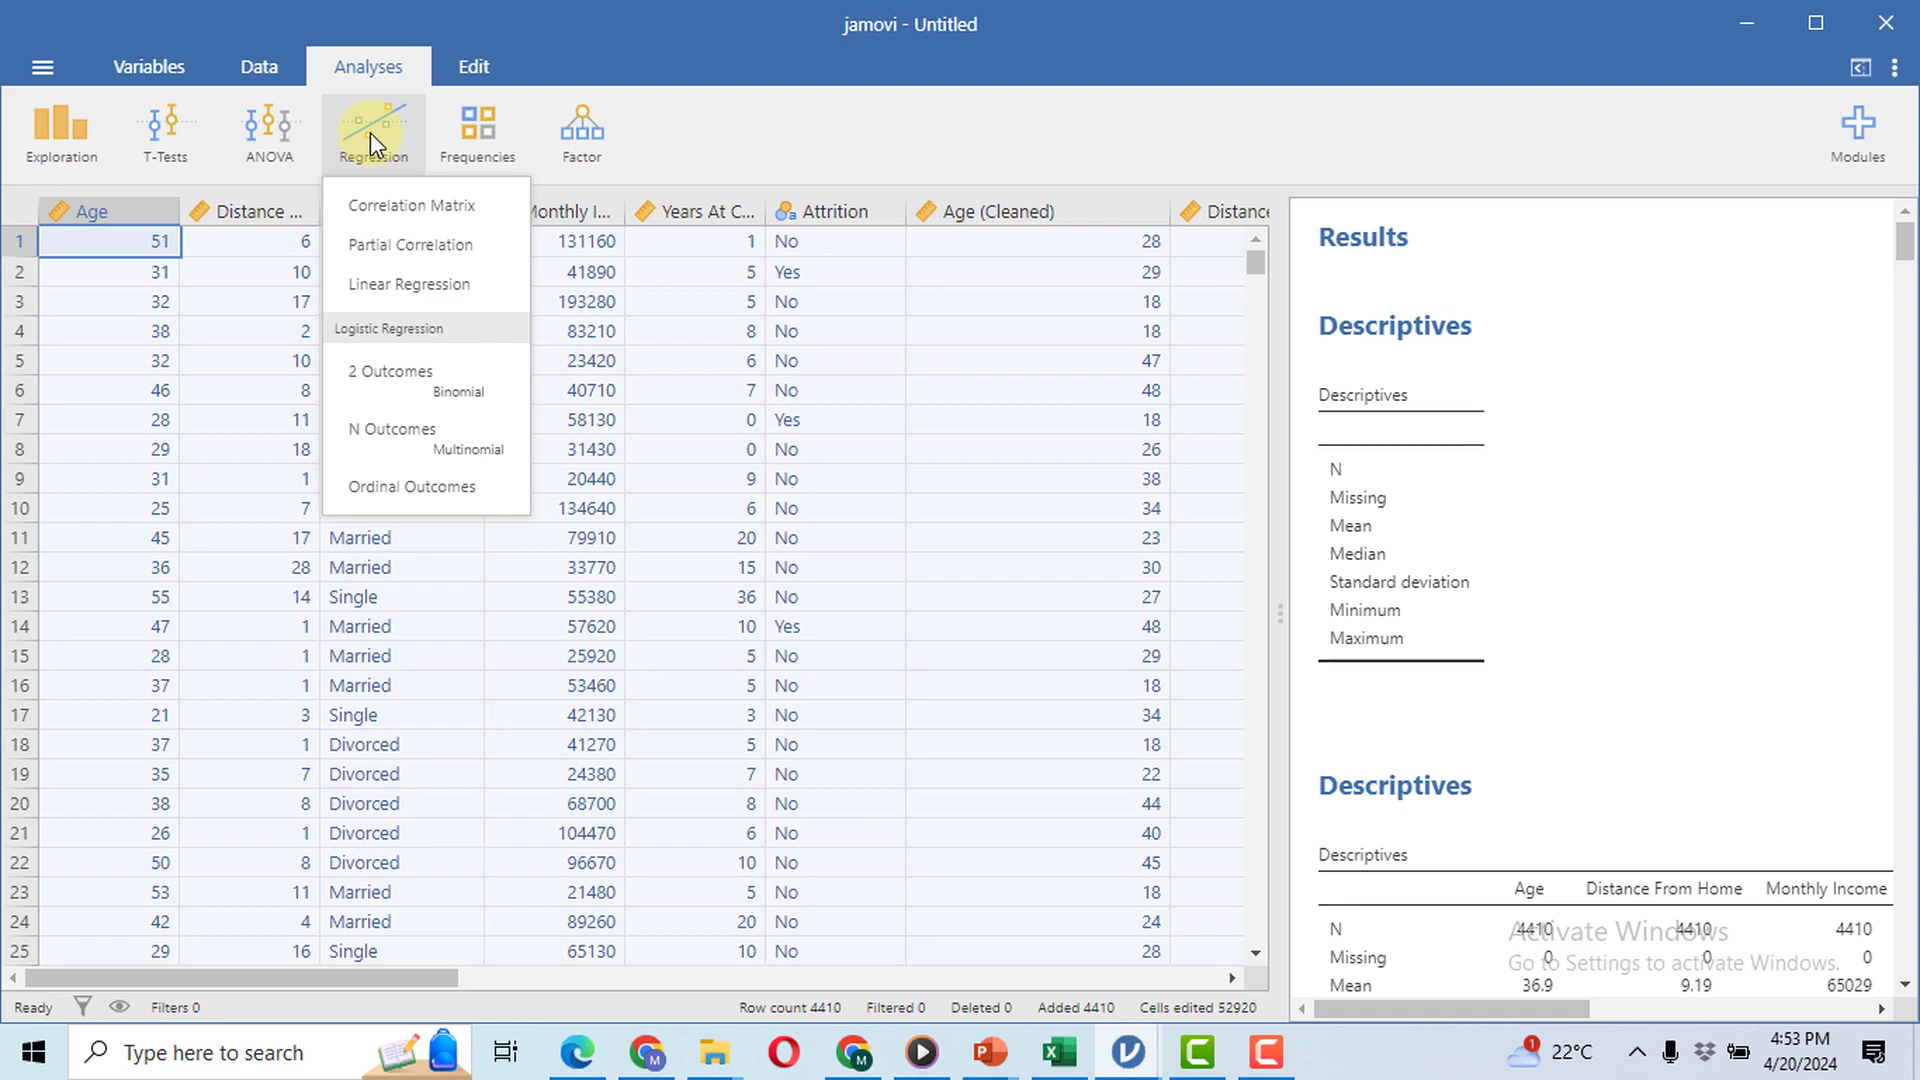 jamovi - Untitled
Variables Data Analyses Edit
Exploration T-Tests ANOVA Regression Frequencies Factor Modules
Correlation Matrix
Partial Correlation
Linear Regression
Logistic Regression
2 Outcomes
Binomial
N Outcomes
Multinomial
Ordinal Outcomes
Age Distance ... Monthly I... Years At C... Attrition Age (Cleaned) Distance
1 51 6 131160 1 No 28
2 31 10 41890 5 Yes 29
3 32 17 193280 5 No 18
4 38 2 83210 8 No 18
5 32 10 23420 6 No 47
6 46 8 40710 7 No 48
7 28 11 58130 0 Yes 18
8 29 18 31430 0 No 26
9 31 1 20440 9 No 38
10 25 7 134640 6 No 34
11 45 17 Married 79910 20 No 23
12 36 28 Married 33770 15 No 30
13 55 14 Single 55380 36 No 27
14 47 1 Married 57620 10 Yes 48
15 28 1 Married 25920 5 No 29
16 37 1 Married 53460 5 No 18
17 21 3 Single 42130 3 No 34
18 37 1 Divorced 41270 5 No 18
19 35 7 Divorced 24380 7 No 22
20 38 8 Divorced 68700 8 No 44
21 26 1 Divorced 104470 6 No 40
22 50 8 Divorced 96670 10 No 45
23 53 11 Married 21480 5 No 18
24 42 4 Married 89260 20 No 24
25 29 16 Single 65130 10 No 28
Results
Descriptives
Descriptives
N
Missing
Mean
Median
Standard deviation
Minimum
Maximum
Descriptives
Descriptives
Age Distance From Home Monthly Income
N 4410 4410 4410
Missing 0 0 0
Mean 36.9 9.19 65029
Activate Windows
Go to Settings to activate Windows.
Ready Filters 0 Row count 4410 Filtered 0 Deleted 0 Added 4410 Cells edited 52920
Type here to search
1 22°C
4:53 PM
4/20/2024